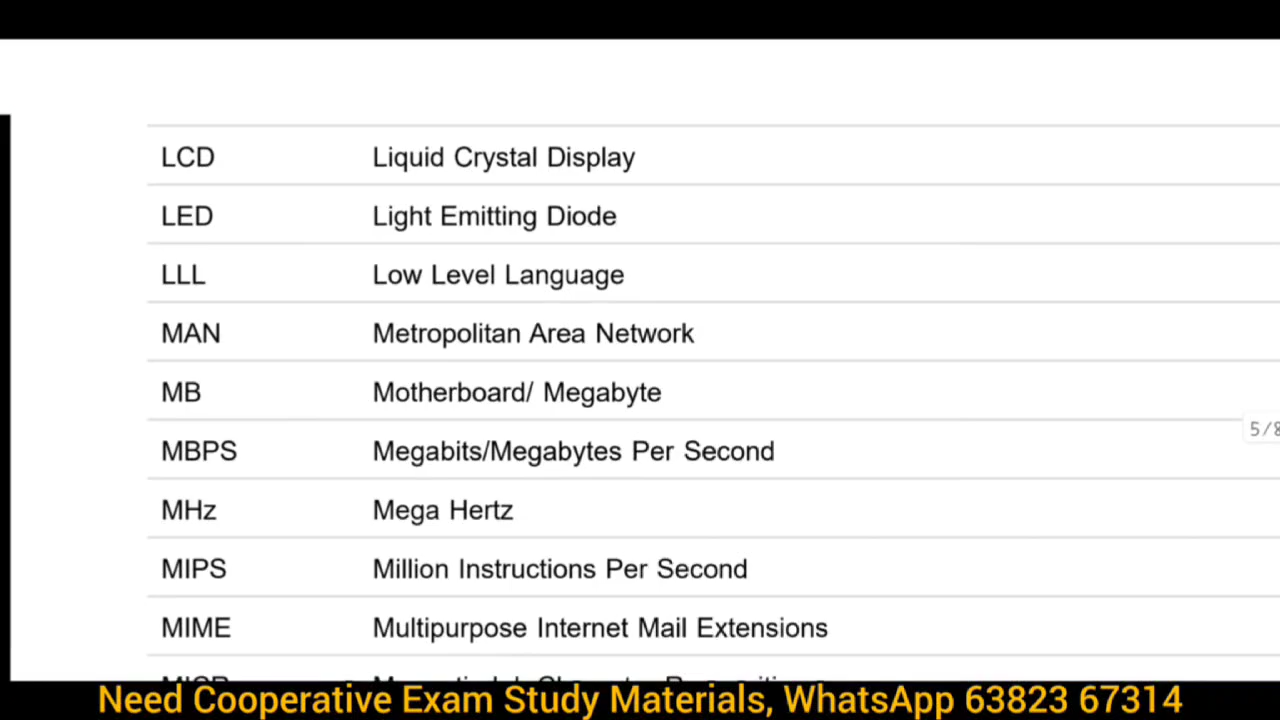 LCD Liquid Crystal Display
LED Light Emitting Diode
LLL Low Level Language
MAN Metropolitan Area Network
MB Motherboard/ Megabyte
MBPS Megabits/Megabytes Per Second
5/8
MHz Mega Hertz
MIPS Million Instructions Per Second
MIME Multipurpose Internet Mail Extensions
Need Cooperative Exam Study Materials, WhatsApp 63823 67314